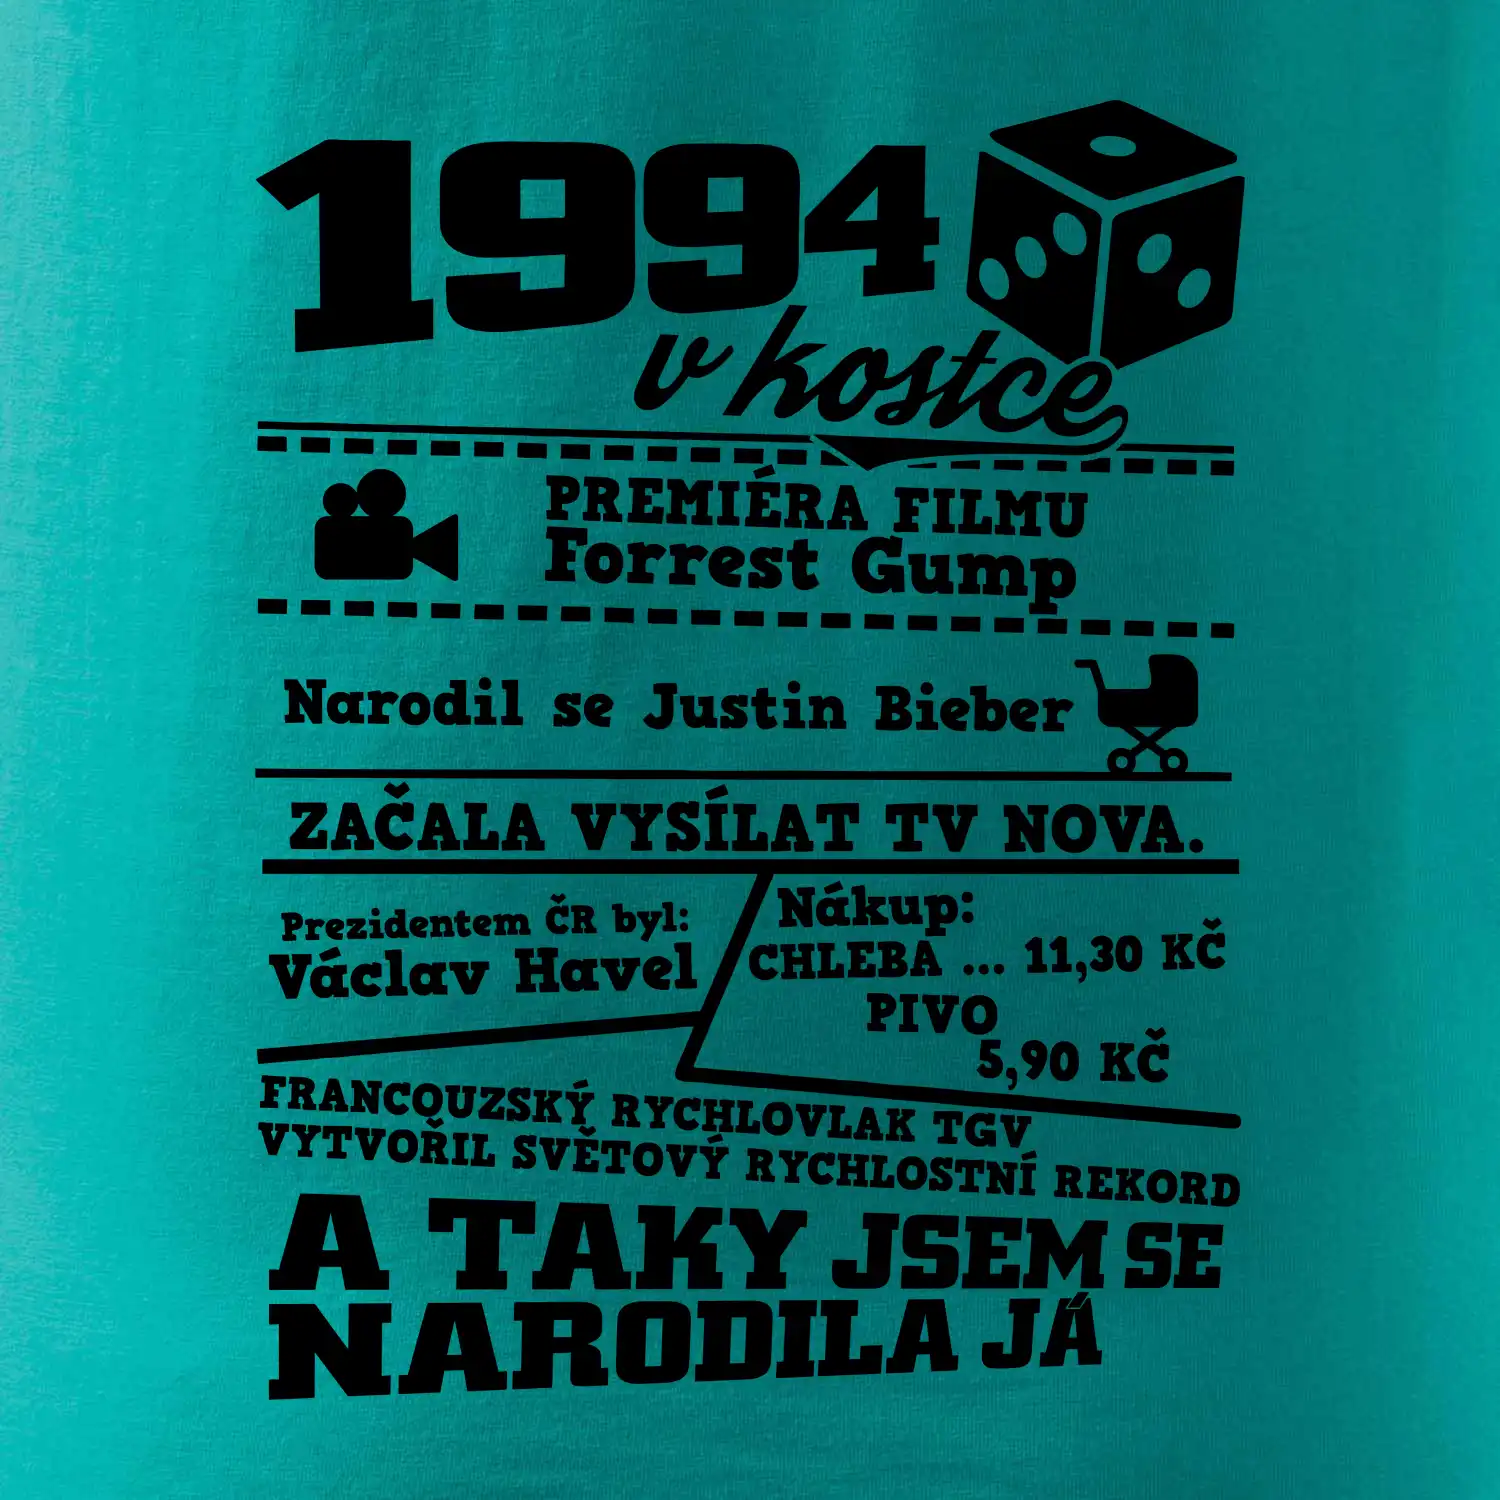 1994
v kostce
PREMIÉRA FILMU
Forrest Gump
Narodil se Justin Bieber
ZAČALA VYSÍLAT TV NOVA.
Prezidentem ČR byl:
Václav Havel
Nákup:
CHLEBA ... 11,30 KČ
PIVO
5,90 KČ
FRANCOUZSKÝ RYCHLOVLAK TGV
VYTVOŘIL SVĚTOVÝ RYCHLOSTNÍ REKORD
A TAKY JSEM SE
NARODILA JÁ